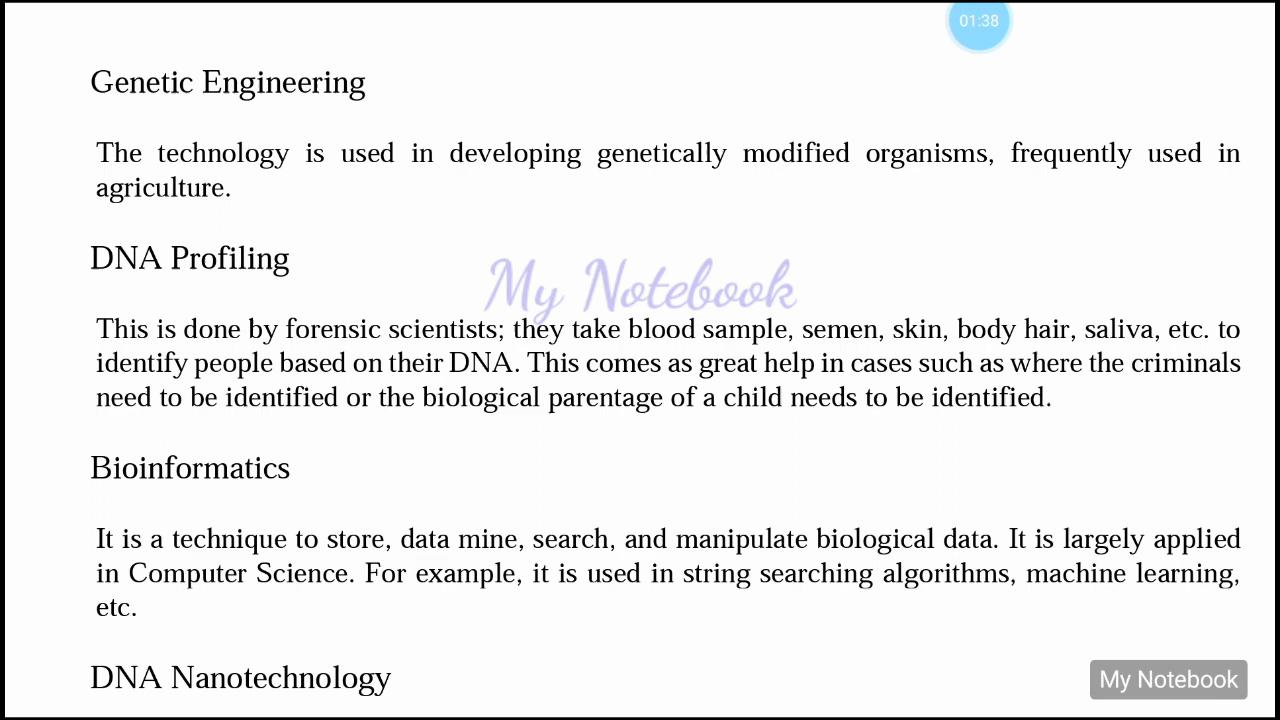 01:38
Genetic Engineering
The technology is used in developing genetically modified organisms, frequently used in
agriculture.
DNA Profiling
My Notebook
This is done by forensic scientists; they take blood sample, semen, skin, body hair, saliva, etc. to
identify people based on their DNA. This comes as great help in cases such as where the criminals
need to be identified or the biological parentage of a child needs to be identified.
Bioinformatics
It is a technique to store, data mine, search, and manipulate biological data. It is largely applied
in Computer Science. For example, it is used in string searching algorithms, machine learning,
etc.
DNA Nanotechnology
My Notebook